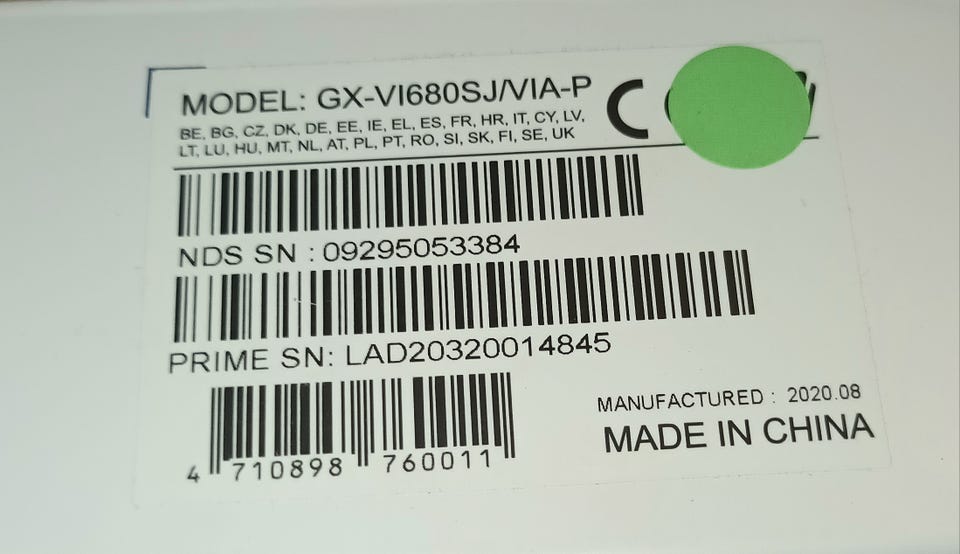 MODEL: GX-VI680SJ/VIA-P CE
BE, BG, CZ, DK, DE, EE, IE, EL, ES, FR, HR, IT, CY, LV,
LT, LU, HU, MT, NL, AT, PL, PT, RO, SI, SK, FI, SE, UK
NDS SN : 09295053384
PRIME SN: LAD20320014845
4 710898 760011
MANUFACTURED : 2020.08
MADE IN CHINA